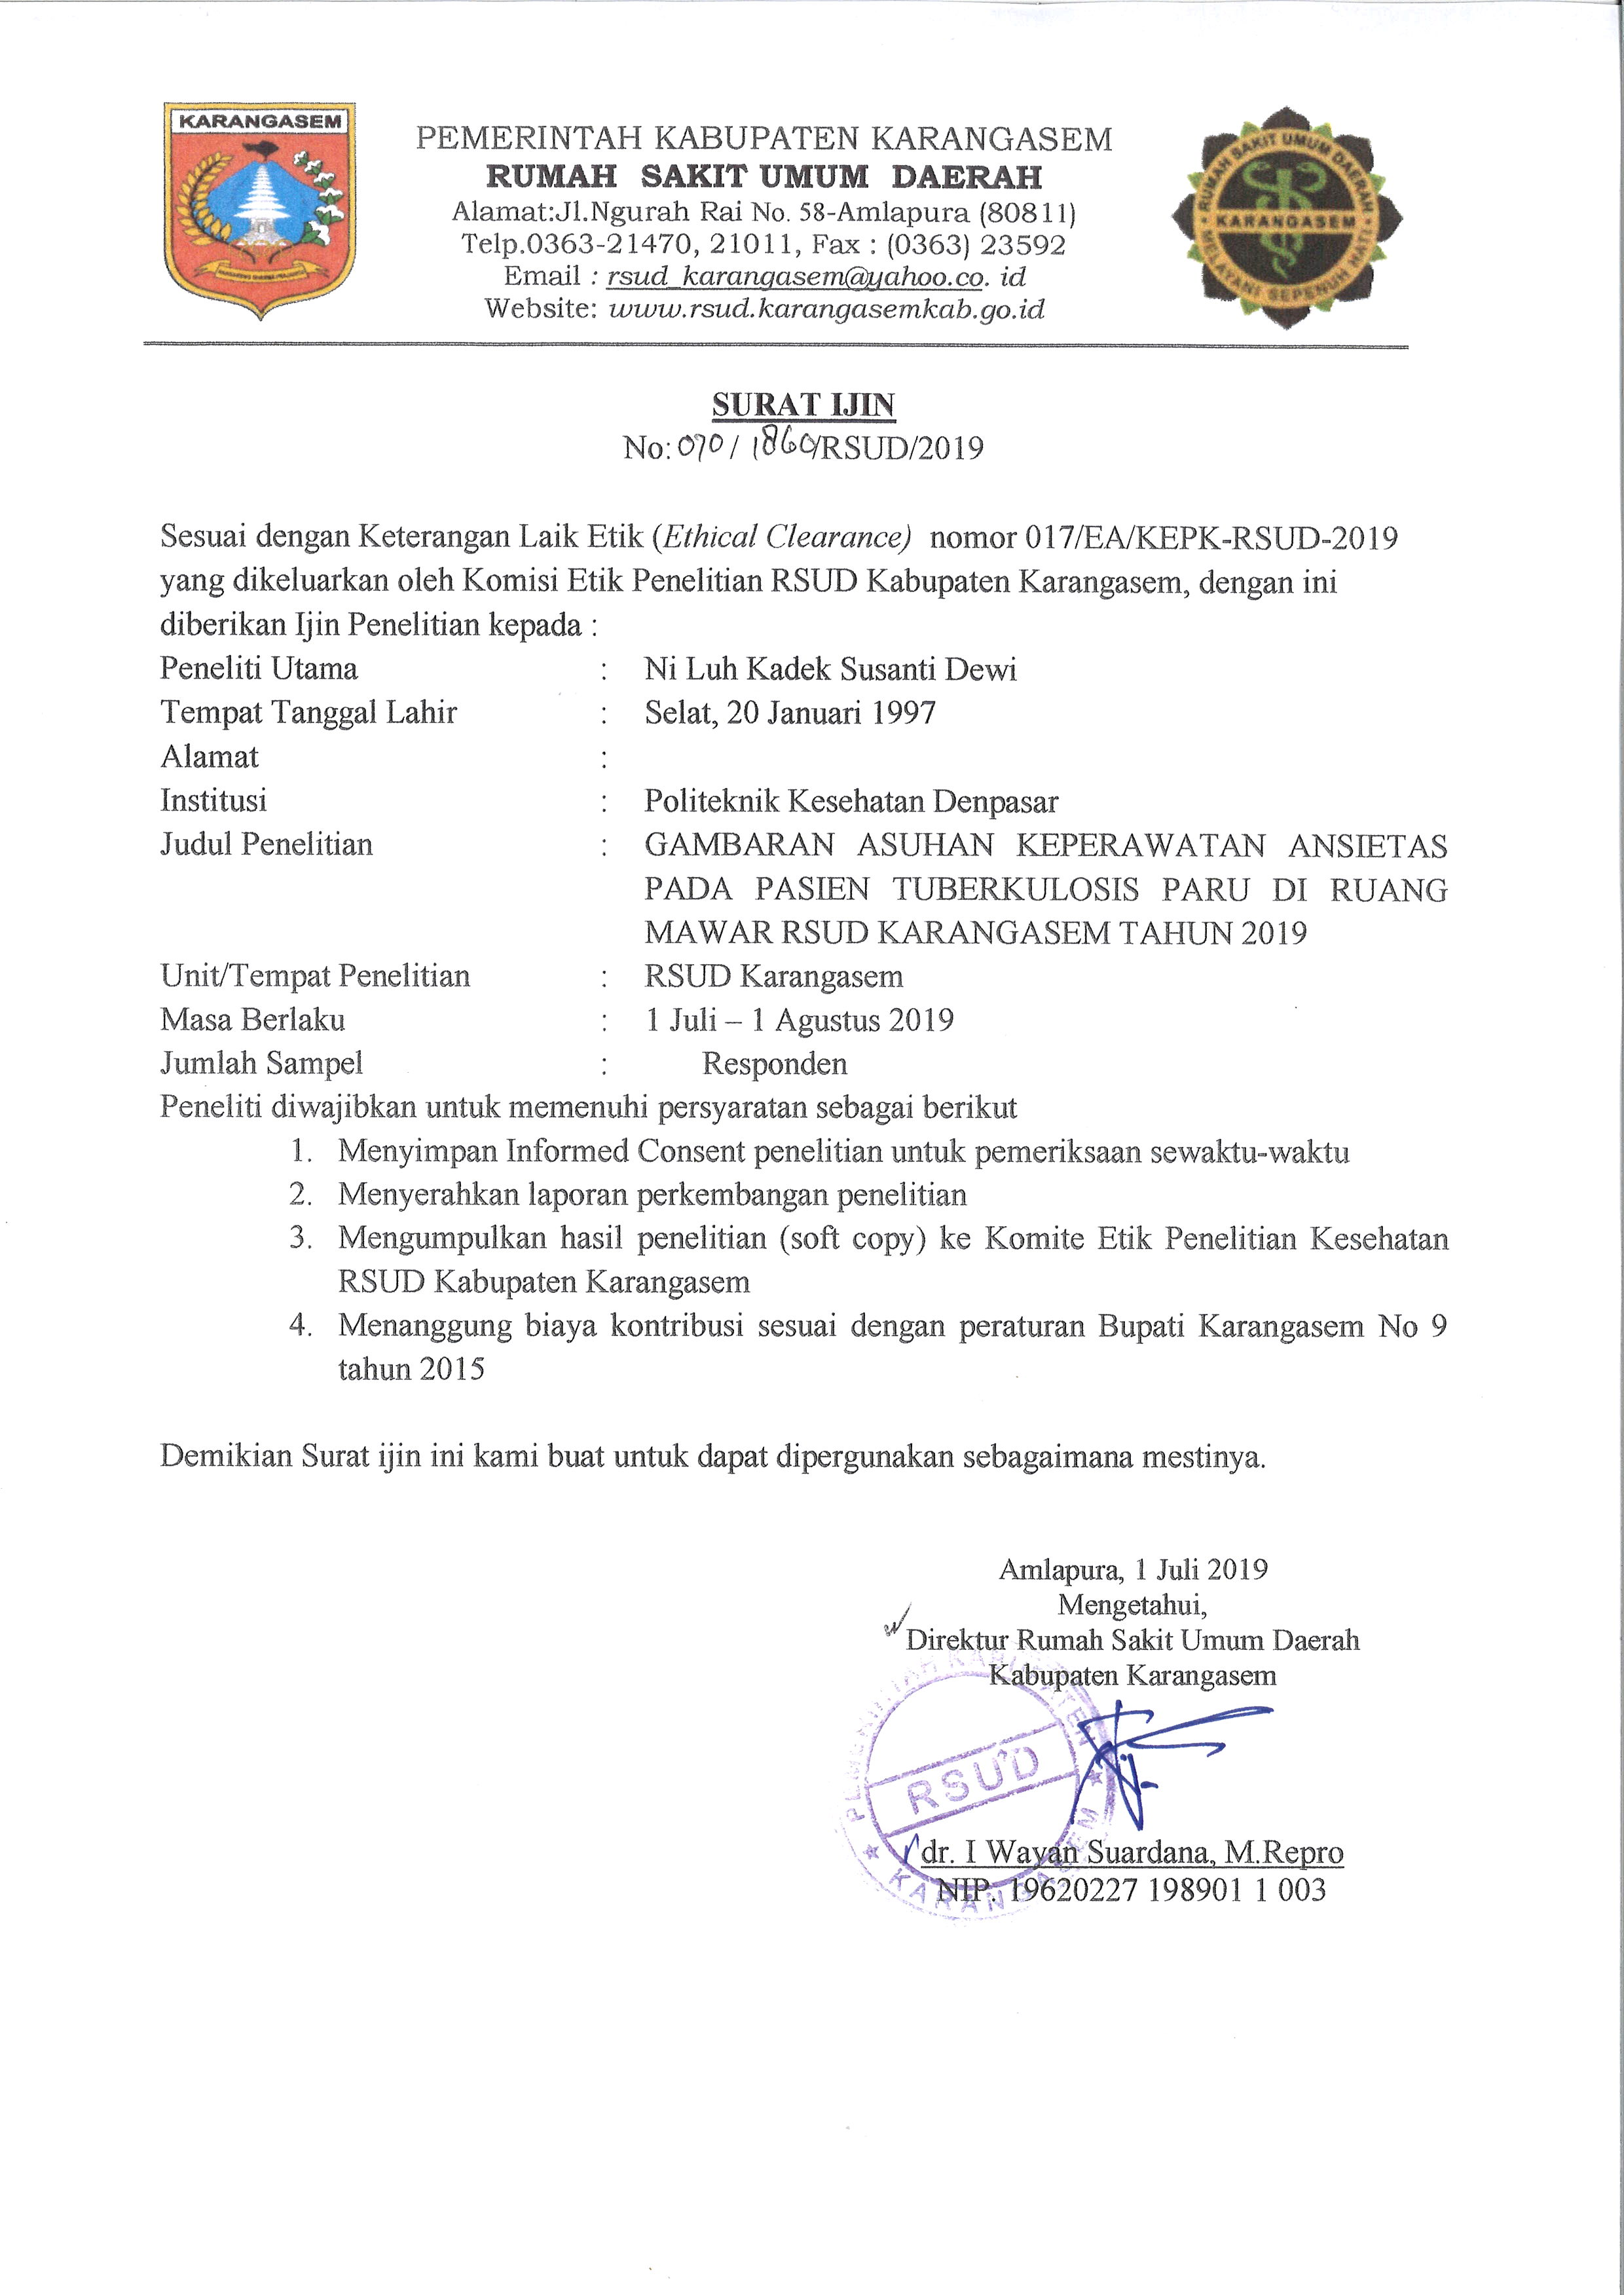 KARANGASEM
PEMERINTAH KABUPATEN KARANGASEM
RUMAH SAKIT UMUM DAERAH
Alamat:Jl.Ngurah Rai No. 58-Amlapura (80811)
Telp.0363-21470, 21011, Fax : (0363) 23592
Email : rsud_karangasem@yahoo.co. id
Website: www.rsud.karangasemkab.go.id
RUMAH SAKIT UMUM DAERAH
KARANGASEM
MELAYANI SEPENUH HATI
SURAT IJIN
No: 070 / 1860/RSUD/2019
Sesuai dengan Keterangan Laik Etik (Ethical Clearance) nomor 017/EA/KEPK-RSUD-2019
yang dikeluarkan oleh Komisi Etik Penelitian RSUD Kabupaten Karangasem, dengan ini
diberikan Ijin Penelitian kepada :
Peneliti Utama : Ni Luh Kadek Susanti Dewi
Tempat Tanggal Lahir : Selat, 20 Januari 1997
Alamat :
Institusi : Politeknik Kesehatan Denpasar
Judul Penelitian : GAMBARAN ASUHAN KEPERAWATAN ANSIETAS
PADA PASIEN TUBERKULOSIS PARU DI RUANG
MAWAR RSUD KARANGASEM TAHUN 2019
Unit/Tempat Penelitian : RSUD Karangasem
Masa Berlaku : 1 Juli – 1 Agustus 2019
Jumlah Sampel : Responden
Peneliti diwajibkan untuk memenuhi persyaratan sebagai berikut
1. Menyimpan Informed Consent penelitian untuk pemeriksaan sewaktu-waktu
2. Menyerahkan laporan perkembangan penelitian
3. Mengumpulkan hasil penelitian (soft copy) ke Komite Etik Penelitian Kesehatan
RSUD Kabupaten Karangasem
4. Menanggung biaya kontribusi sesuai dengan peraturan Bupati Karangasem No 9
tahun 2015
Demikian Surat ijin ini kami buat untuk dapat dipergunakan sebagaimana mestinya.
Amlapura, 1 Juli 2019
Mengetahui,
Direktur Rumah Sakit Umum Daerah
Kabupaten Karangasem
PEMERINTAH KABUPATEN
RSUD
KARANGASEM
dr. I Wayan Suardana, M.Repro
NIP. 19620227 198901 1 003